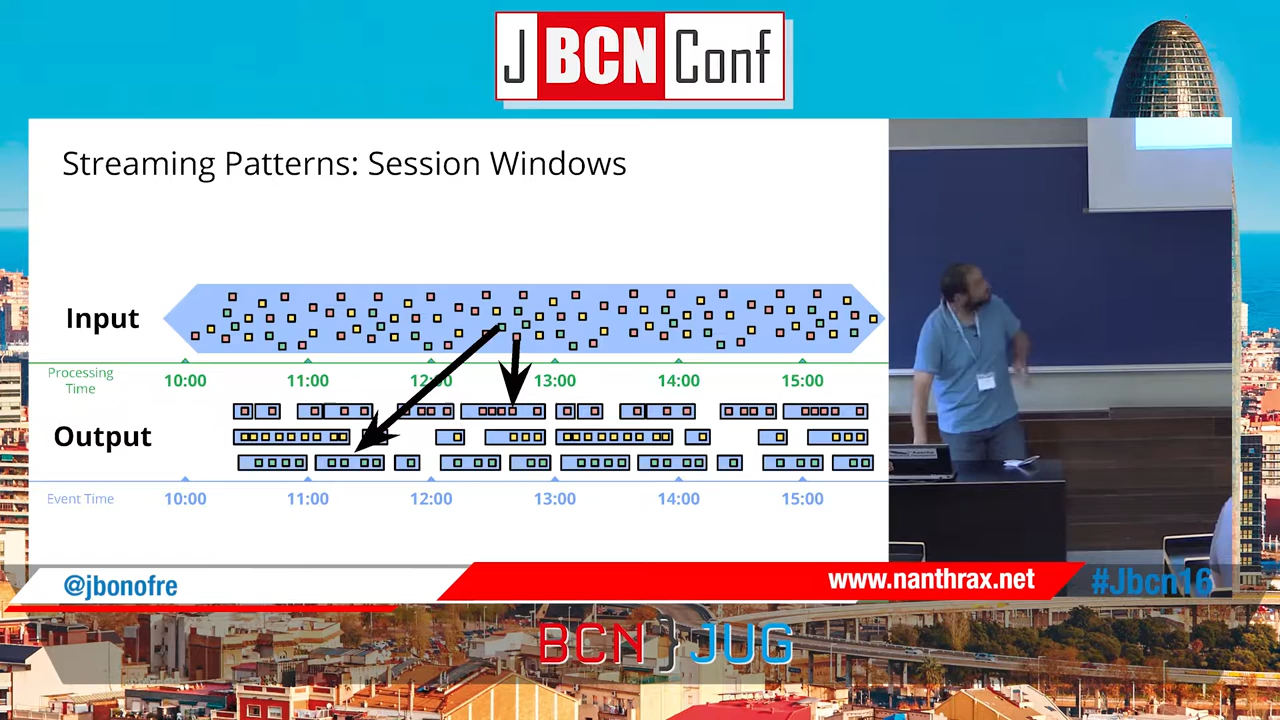 J BCN Conf
Streaming Patterns: Session Windows
Input
Processing
Time
10:00 11:00 12:00 13:00 14:00 15:00
Output
Event Time
10:00 11:00 12:00 13:00 14:00 15:00
@jbonofre
www.nanthrax.net
#Jbcn16
BCN JUG